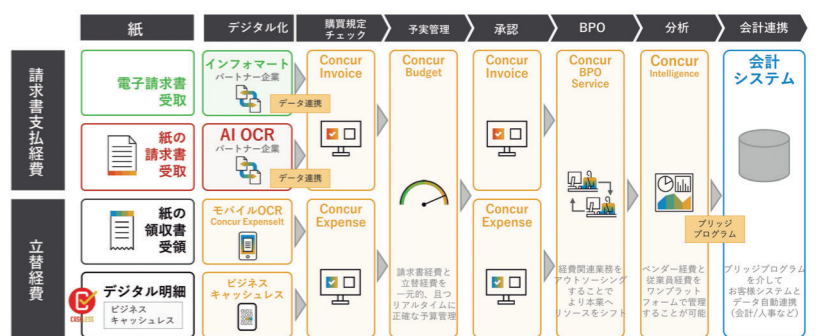 紙
デジタル化
購買規定
チェック
予実管理
承認
BPO
分析
会計連携
請求書支払経費
電子請求書
受取
インフォマート
パートナー企業
データ連携
Concur
Invoice
Concur
Budget
Concur
Invoice
Concur
BPO
Service
Concur
Intelligence
会計
システム
紙の
請求書
受取
AI OCR
パートナー企業
データ連携
立替経費
紙の
領収書
受領
モバイルOCR
Concur ExpenseIt
Concur
Expense
Concur
Expense
ブリッジ
プログラム
デジタル明細
ビジネス
キャッシュレス
CASHLESS
ビジネス
キャッシュレス
請求書経費と
立替経費を
一元的、且つ
リアルタイムに
正確な予算管理
経費関連業務を
アウトソーシング
することで
より本業へ
リソースをシフト
ベンダー経費と
従業員経費を
ワンプラット
フォームで管理
することが可能
ブリッジプログラム
を介して
お客様システムと
データ自動連携
(会計/人事など)